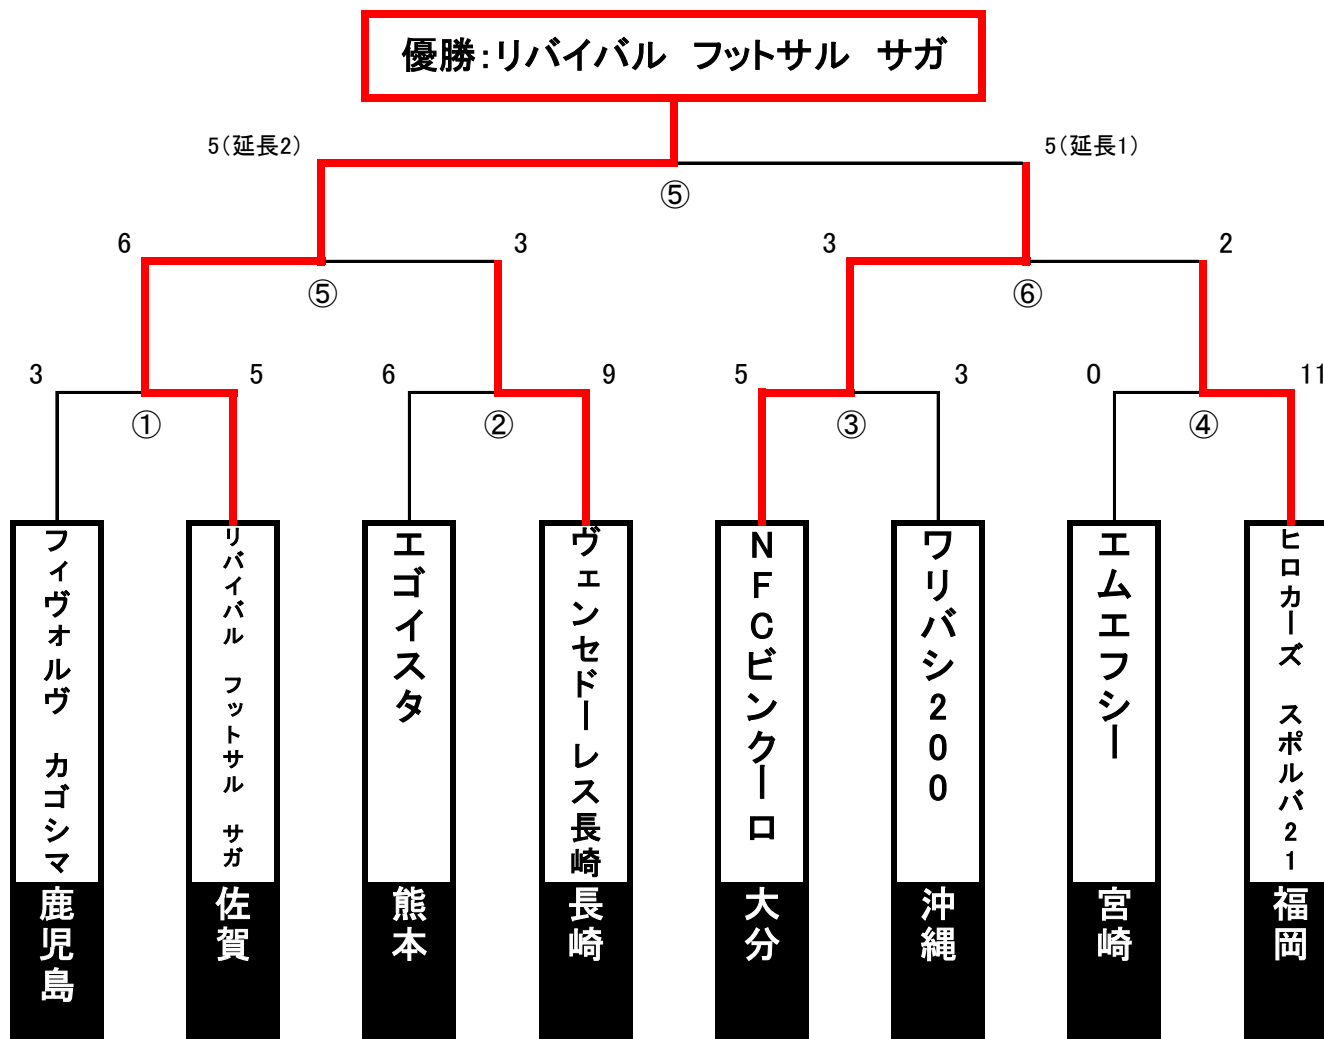 優勝：リバイバル　フットサル　サガ
5（延長2）
5（延長1）
⑤
6
3
3
2
⑤
⑥
3
5
6
9
5
3
0
11
①
②
③
④
フィヴォルヴ　カゴシマ
リバイバル　フットサル　サガ
エゴイスタ
ヴェンセドーレス長崎
ＮＦＣビンクーロ
ワリバシ２００
エムエフシー
ヒロカーズ　スポルバ２１
鹿児島
佐賀
熊本
長崎
大分
沖縄
宮崎
福岡